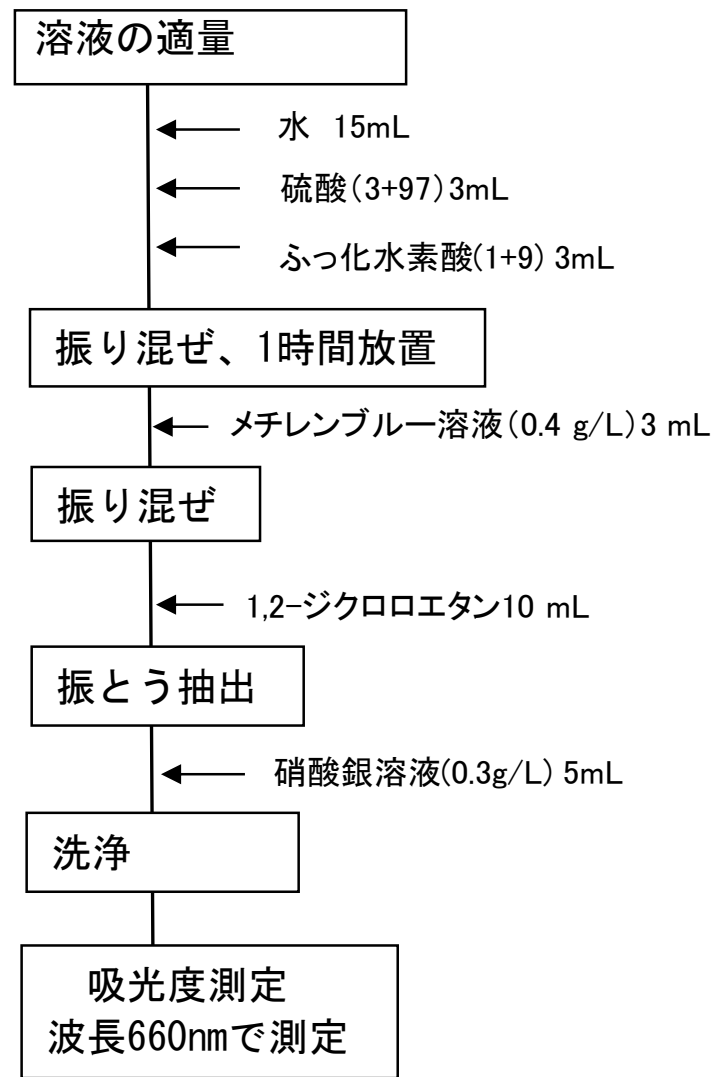 溶液の適量
水　15mL
硫酸(3+97)3mL
ふっ化水素酸(1+9) 3mL
振り混ぜ、1時間放置
メチレンブルー溶液(0.4 g/L)3 mL
振り混ぜ
1,2-ジクロロエタン10 mL
振とう抽出
硝酸銀溶液(0.3g/L) 5mL
洗浄
吸光度測定
波長660nmで測定